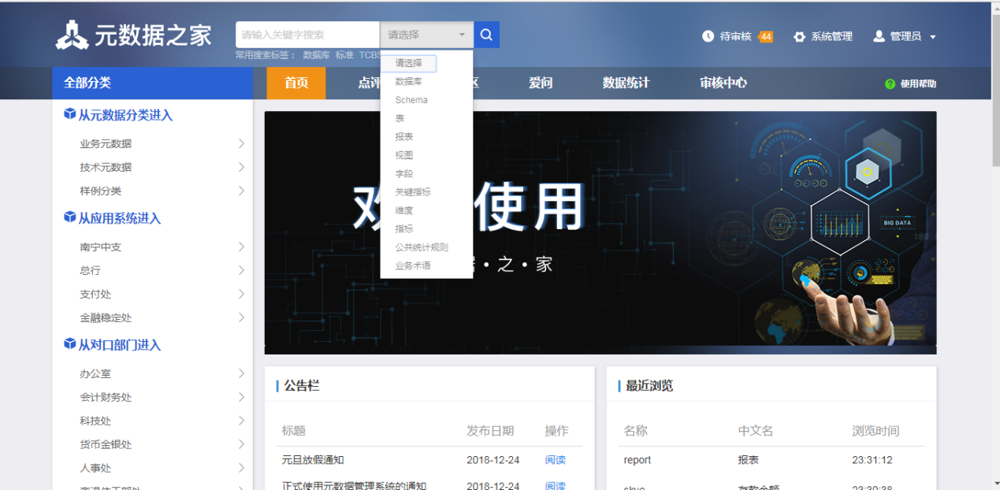 元数据之家
请输入关键字搜索
请选择
常用搜索标签： 数据库 标准 TCBS
待审核 44
系统管理
管理员
全部分类
首页
点评
区
爱问
数据统计
审核中心
使用帮助
请选择
数据库
Schema
表
报表
视图
字段
关键指标
维度
指标
公共统计规则
业务术语
从元数据分类进入
业务元数据
技术元数据
样例分类
从应用系统进入
南宁中支
总行
支付处
金融稳定处
从对口部门进入
办公室
会计财务处
科技处
货币金银处
人事处
使用
·之·家
BIG DATA
公告栏
标题 发布日期 操作
元旦放假通知 2018-12-24 阅读
正式使用元数据管理系统的通知 2018-12-24 阅读
最近浏览
名称 中文名 浏览时间
report 报表 23:31:12